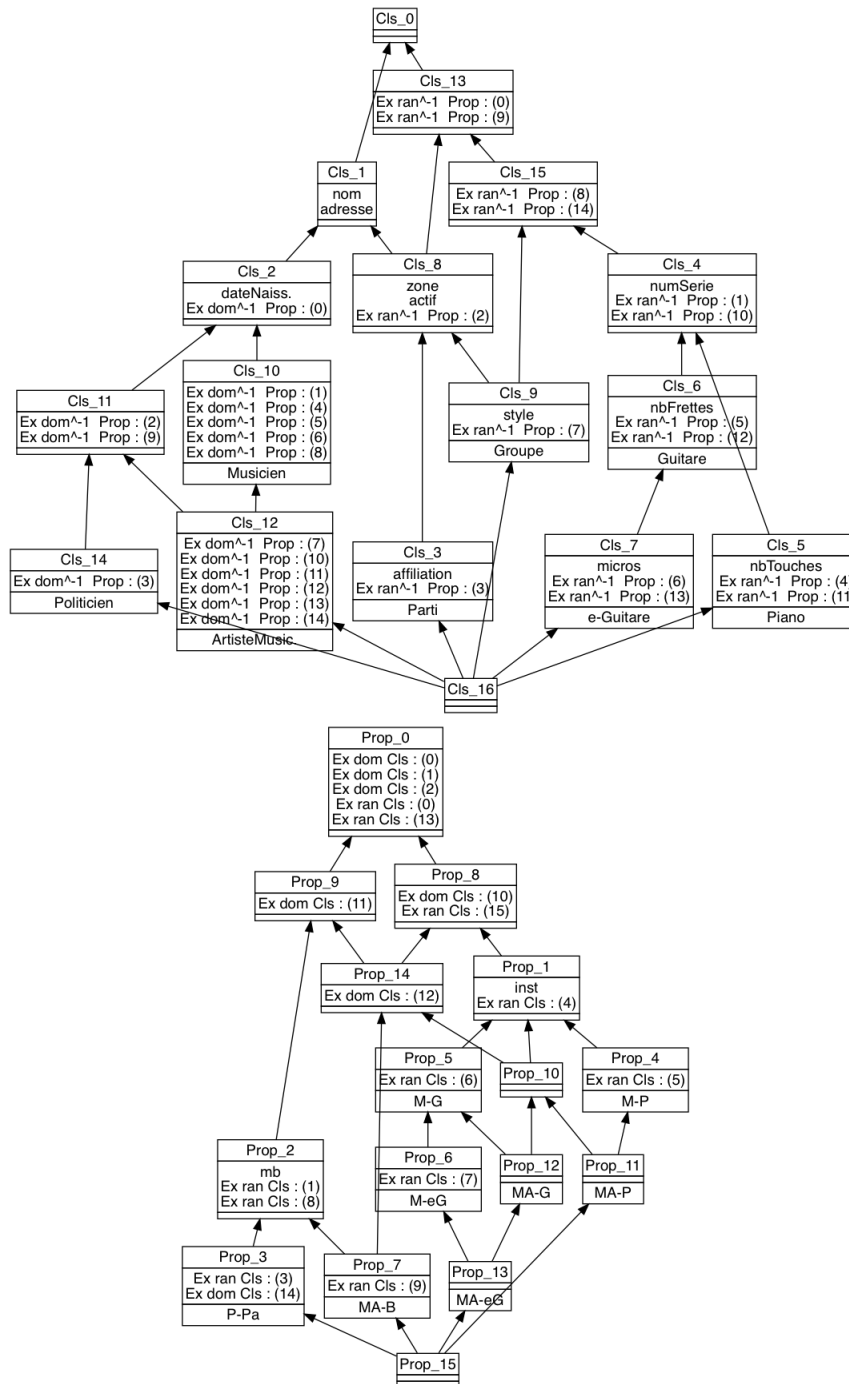 Cls_0
Cls_13
Ex ran^-1 Prop : (0)
Ex ran^-1 Prop : (9)
Cls_1
nom
adresse
Cls_15
Ex ran^-1 Prop : (8)
Ex ran^-1 Prop : (14)
Cls_2
dateNaiss.
Ex dom^-1 Prop : (0)
Cls_8
zone
actif
Ex ran^-1 Prop : (2)
Cls_4
numSerie
Ex ran^-1 Prop : (1)
Ex ran^-1 Prop : (10)
Cls_11
Ex dom^-1 Prop : (2)
Ex dom^-1 Prop : (9)
Cls_10
Ex dom^-1 Prop : (1)
Ex dom^-1 Prop : (4)
Ex dom^-1 Prop : (5)
Ex dom^-1 Prop : (6)
Ex dom^-1 Prop : (8)
Musicien
Cls_9
style
Ex ran^-1 Prop : (7)
Groupe
Cls_6
nbFrettes
Ex ran^-1 Prop : (5)
Ex ran^-1 Prop : (12)
Guitare
Cls_14
Ex dom^-1 Prop : (3)
Politicien
Cls_12
Ex dom^-1 Prop : (7)
Ex dom^-1 Prop : (10)
Ex dom^-1 Prop : (11)
Ex dom^-1 Prop : (12)
Ex dom^-1 Prop : (13)
Ex dom^-1 Prop : (14)
ArtisteMusic.
Cls_3
affiliation
Ex ran^-1 Prop : (3)
Parti
Cls_7
micros
Ex ran^-1 Prop : (6)
Ex ran^-1 Prop : (13)
e-Guitare
Cls_5
nbTouches
Ex ran^-1 Prop : (4)
Ex ran^-1 Prop : (11)
Piano
Cls_16
Prop_0
Ex dom Cls : (0)
Ex dom Cls : (1)
Ex dom Cls : (2)
Ex ran Cls : (0)
Ex ran Cls : (13)
Prop_9
Ex dom Cls : (11)
Prop_8
Ex dom Cls : (10)
Ex ran Cls : (15)
Prop_14
Ex dom Cls : (12)
Prop_1
inst
Ex ran Cls : (4)
Prop_5
Ex ran Cls : (6)
M-G
Prop_10
Prop_4
Ex ran Cls : (5)
M-P
Prop_2
mb
Ex ran Cls : (1)
Ex ran Cls : (8)
Prop_6
Ex ran Cls : (7)
M-eG
Prop_12
MA-G
Prop_11
MA-P
Prop_3
Ex ran Cls : (3)
Ex dom Cls : (14)
P-Pa
Prop_7
Ex ran Cls : (9)
MA-B
Prop_13
MA-eG
Prop_15